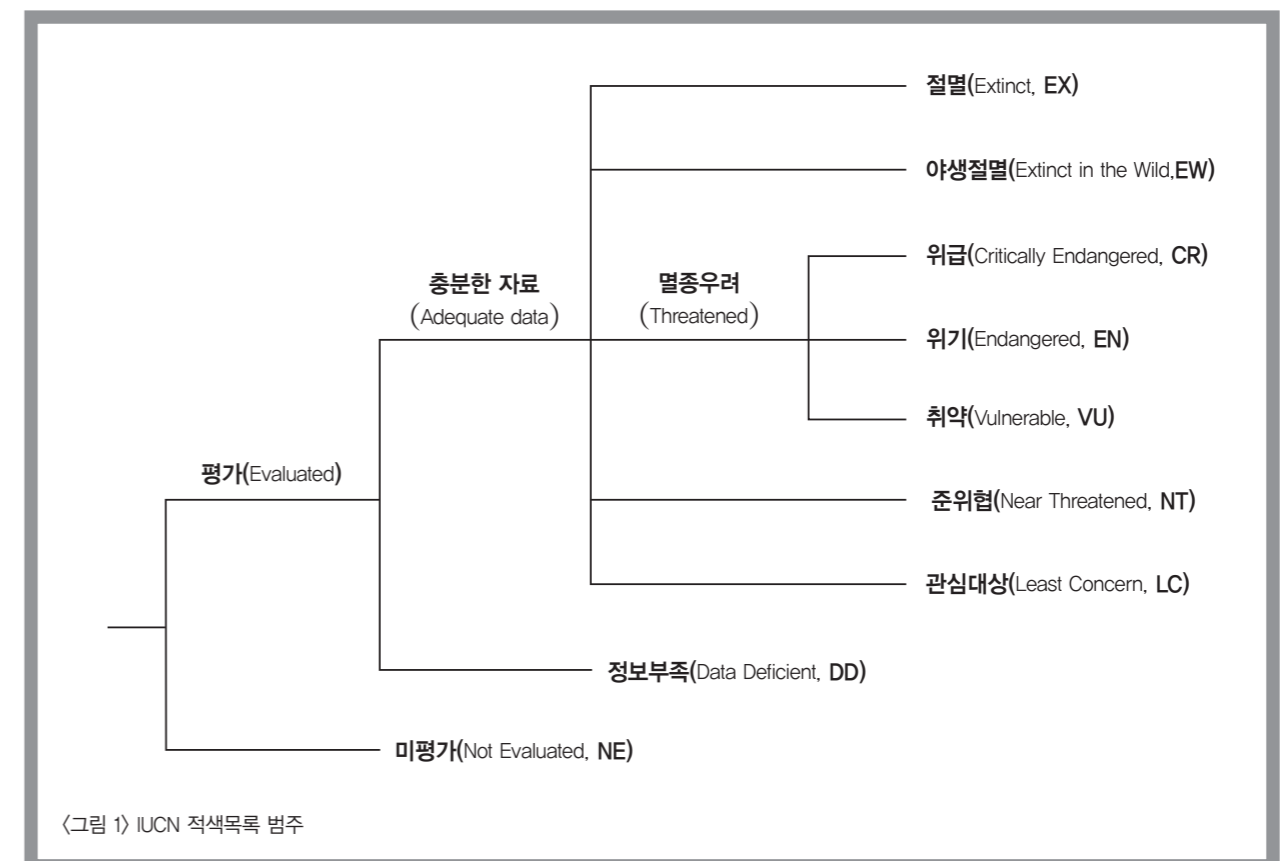 절멸(Extinct, EX)
야생절멸(Extinct in the Wild,EW)
위급(Critically Endangered, CR)
충분한 자료
(Adequate data)
멸종우려
(Threatened)
위기(Endangered, EN)
취약(Vulnerable, VU)
평가(Evaluated)
준위협(Near Threatened, NT)
관심대상(Least Concern, LC)
정보부족(Data Deficient, DD)
미평가(Not Evaluated, NE)
〈그림 1〉 IUCN 적색목록 범주